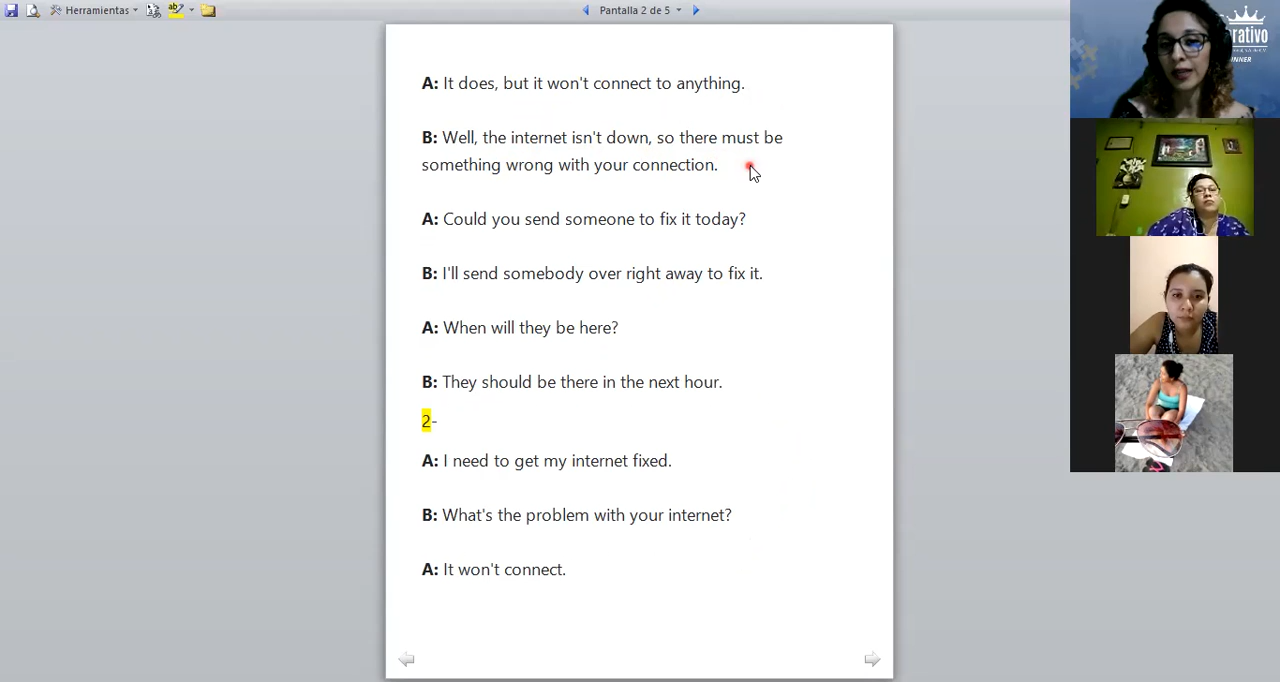 Herramientas
Pantalla 2 de 5
A: It does, but it won't connect to anything.
B: Well, the internet isn't down, so there must be
something wrong with your connection.
A: Could you send someone to fix it today?
B: I'll send somebody over right away to fix it.
A: When will they be here?
B: They should be there in the next hour.
2-
A: I need to get my internet fixed.
B: What's the problem with your internet?
A: It won't connect.